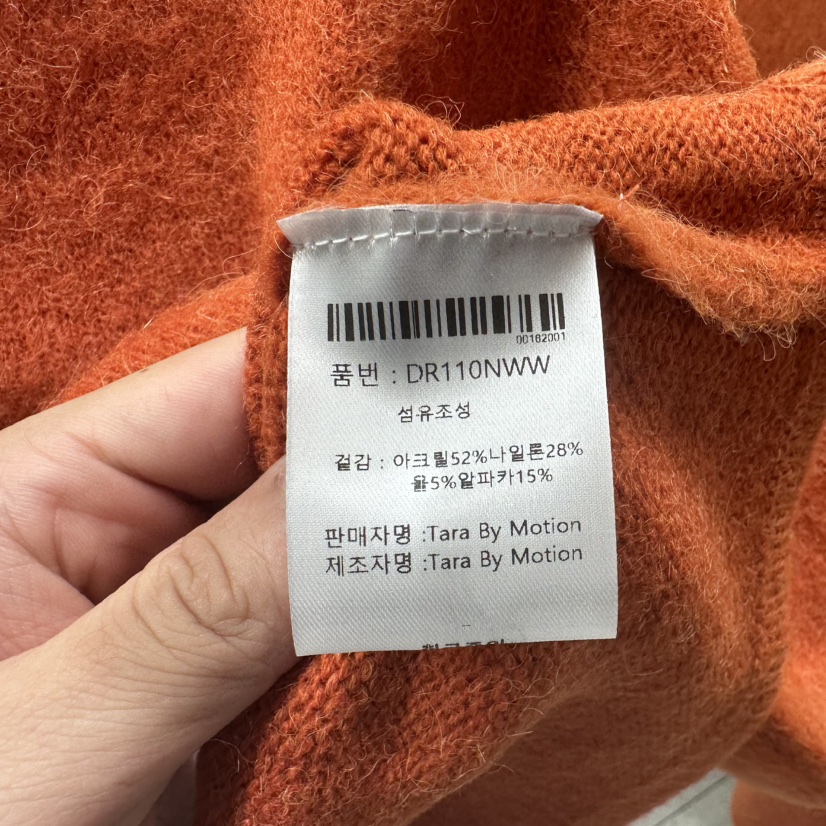 00182001
품번 : DR110NWW
섬유조성
겉감 : 아크릴52%나일론28%
울5%알파카15%
판매자명 :Tara By Motion
제조자명 :Tara By Motion